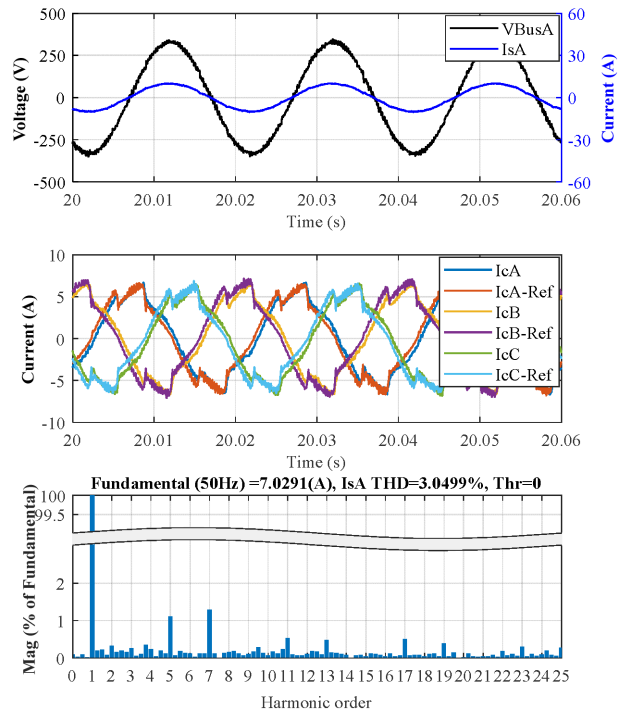 500
250
0
-250
-500
Voltage (V)
60
30
0
-30
-60
Current (A)
VBusA
IsA
20 20.01 20.02 20.03 20.04 20.05 20.06
Time (s)
10
5
0
-5
-10
Current (A)
IcA
IcA-Ref
IcB
IcB-Ref
IcC
IcC-Ref
20 20.01 20.02 20.03 20.04 20.05 20.06
Time (s)
Fundamental (50Hz) =7.0291(A), IsA THD=3.0499%, Thr=0
100
99.5
2
1
0
Mag (% of Fundamental)
0 1 2 3 4 5 6 7 8 9 10 11 12 13 14 15 16 17 18 19 20 21 22 23 24 25
Harmonic order